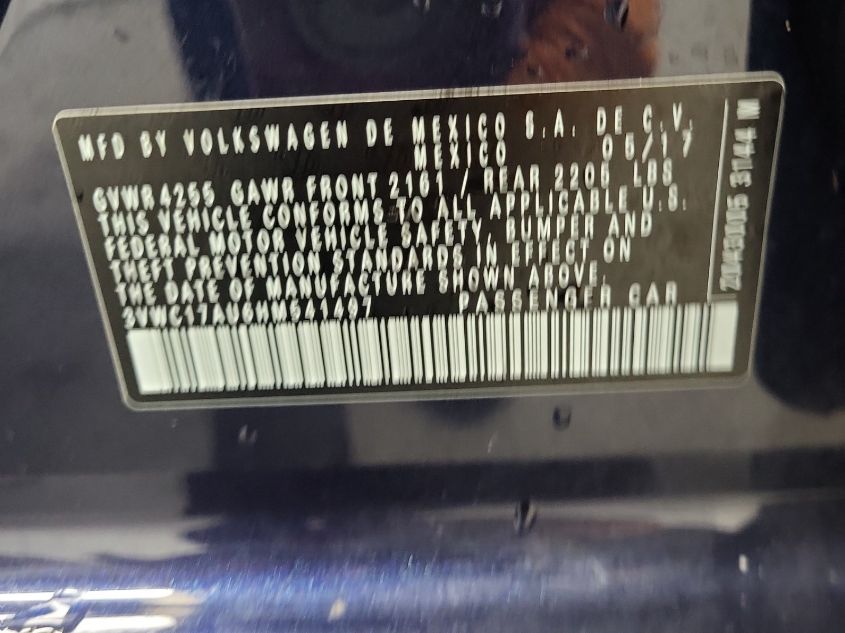 MFD BY VOLKSWAGEN DE MEXICO S.A. DE C.V.
MEXICO 05/17
GVWR 4255 GAWR FRONT 2161 / REAR 2205 LBS
THIS VEHICLE CONFORMS TO ALL APPLICABLE U.S.
FEDERAL MOTOR VEHICLE SAFETY, BUMPER AND
THEFT PREVENTION STANDARDS IN EFFECT ON
THE DATE OF MANUFACTURE SHOWN ABOVE.
3VWC17AU6HM541497 PASSENGER CAR